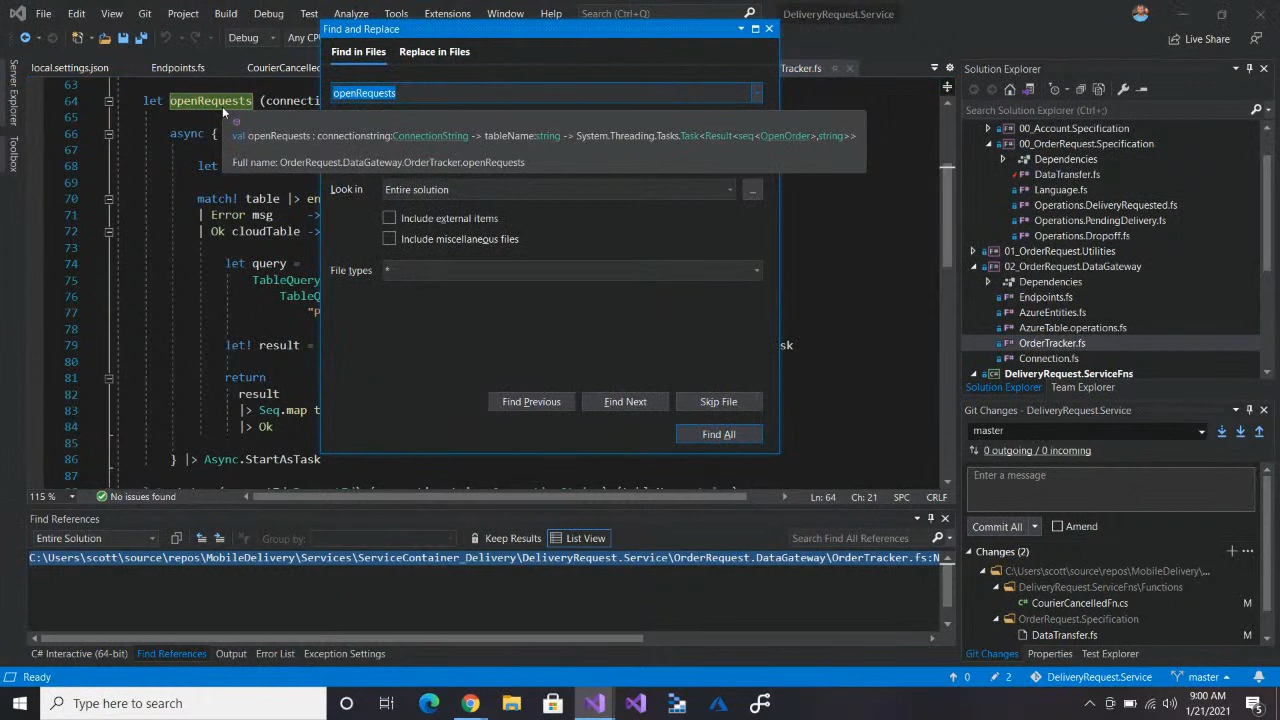 File
Edit
View
Git
Project
Build
Debug
Test
Analyze
Tools
Extensions
Window
Help
Search (Ctrl+Q)
DeliveryRequest.Service
Debug
Any CPU
Live Share
Find and Replace
Find in Files
Replace in Files
openRequests
Look in
Entire solution
...
Include external items
Include miscellaneous files
File types
*
Find Previous
Find Next
Skip File
Find All
val openRequests : connectionstring:ConnectionString -> tableName:string -> System.Threading.Tasks.Task<Result<seq<OpenOrder>,string>>
Full name: OrderRequest.DataGateway.OrderTracker.openRequests
Server Explorer
Toolbox
local.settings.json
Endpoints.fs
CourierCancelled
Tracker.fs
63
64 let openRequests (connecti
65
66 async {
67
68 let
69
70 match! table |> en
71 | Error msg ->
72 | Ok cloudTable ->
73
74 let query =
75 TableQuery
76 TableQ
77 "P
78
79 let! result = sk
80
81 return
82 result
83 |> Seq.map t
84 |> Ok
85
86 } |> Async.StartAsTask
87
115 %
No issues found
Ln: 64
Ch: 21
SPC
CRLF
Find References
Entire Solution
Group by:
Keep Results
List View
Search Find All References
C:\Users\scott\source\repos\MobileDelivery\Services\ServiceContainer_Delivery\DeliveryRequest.Service\OrderRequest.DataGateway\OrderTracker.fs:N
C# Interactive (64-bit)
Find References
Output
Error List
Exception Settings
Solution Explorer
Search Solution Explorer (Ctrl+;)
00_Account.Specification
00_OrderRequest.Specification
Dependencies
DataTransfer.fs
Language.fs
Operations.DeliveryRequested.fs
Operations.PendingDelivery.fs
Operations.Dropoff.fs
01_OrderRequest.Utilities
02_OrderRequest.DataGateway
Dependencies
Endpoints.fs
AzureEntities.fs
AzureTable.operations.fs
OrderTracker.fs
Connection.fs
DeliveryRequest.ServiceFns
Solution Explorer
Team Explorer
Git Changes - DeliveryRequest.Service
master
0 outgoing / 0 incoming
Enter a message
Commit All
Amend
Changes (2)
C:\Users\scott\source\repos\MobileDelivery\...
DeliveryRequest.ServiceFns\Functions
CourierCancelledFn.cs M
OrderRequest.Specification
DataTransfer.fs M
Git Changes
Properties
Test Explorer
Ready
0
2
DeliveryRequest.Service
master
Type here to search
9:00 AM
1/21/2021
5